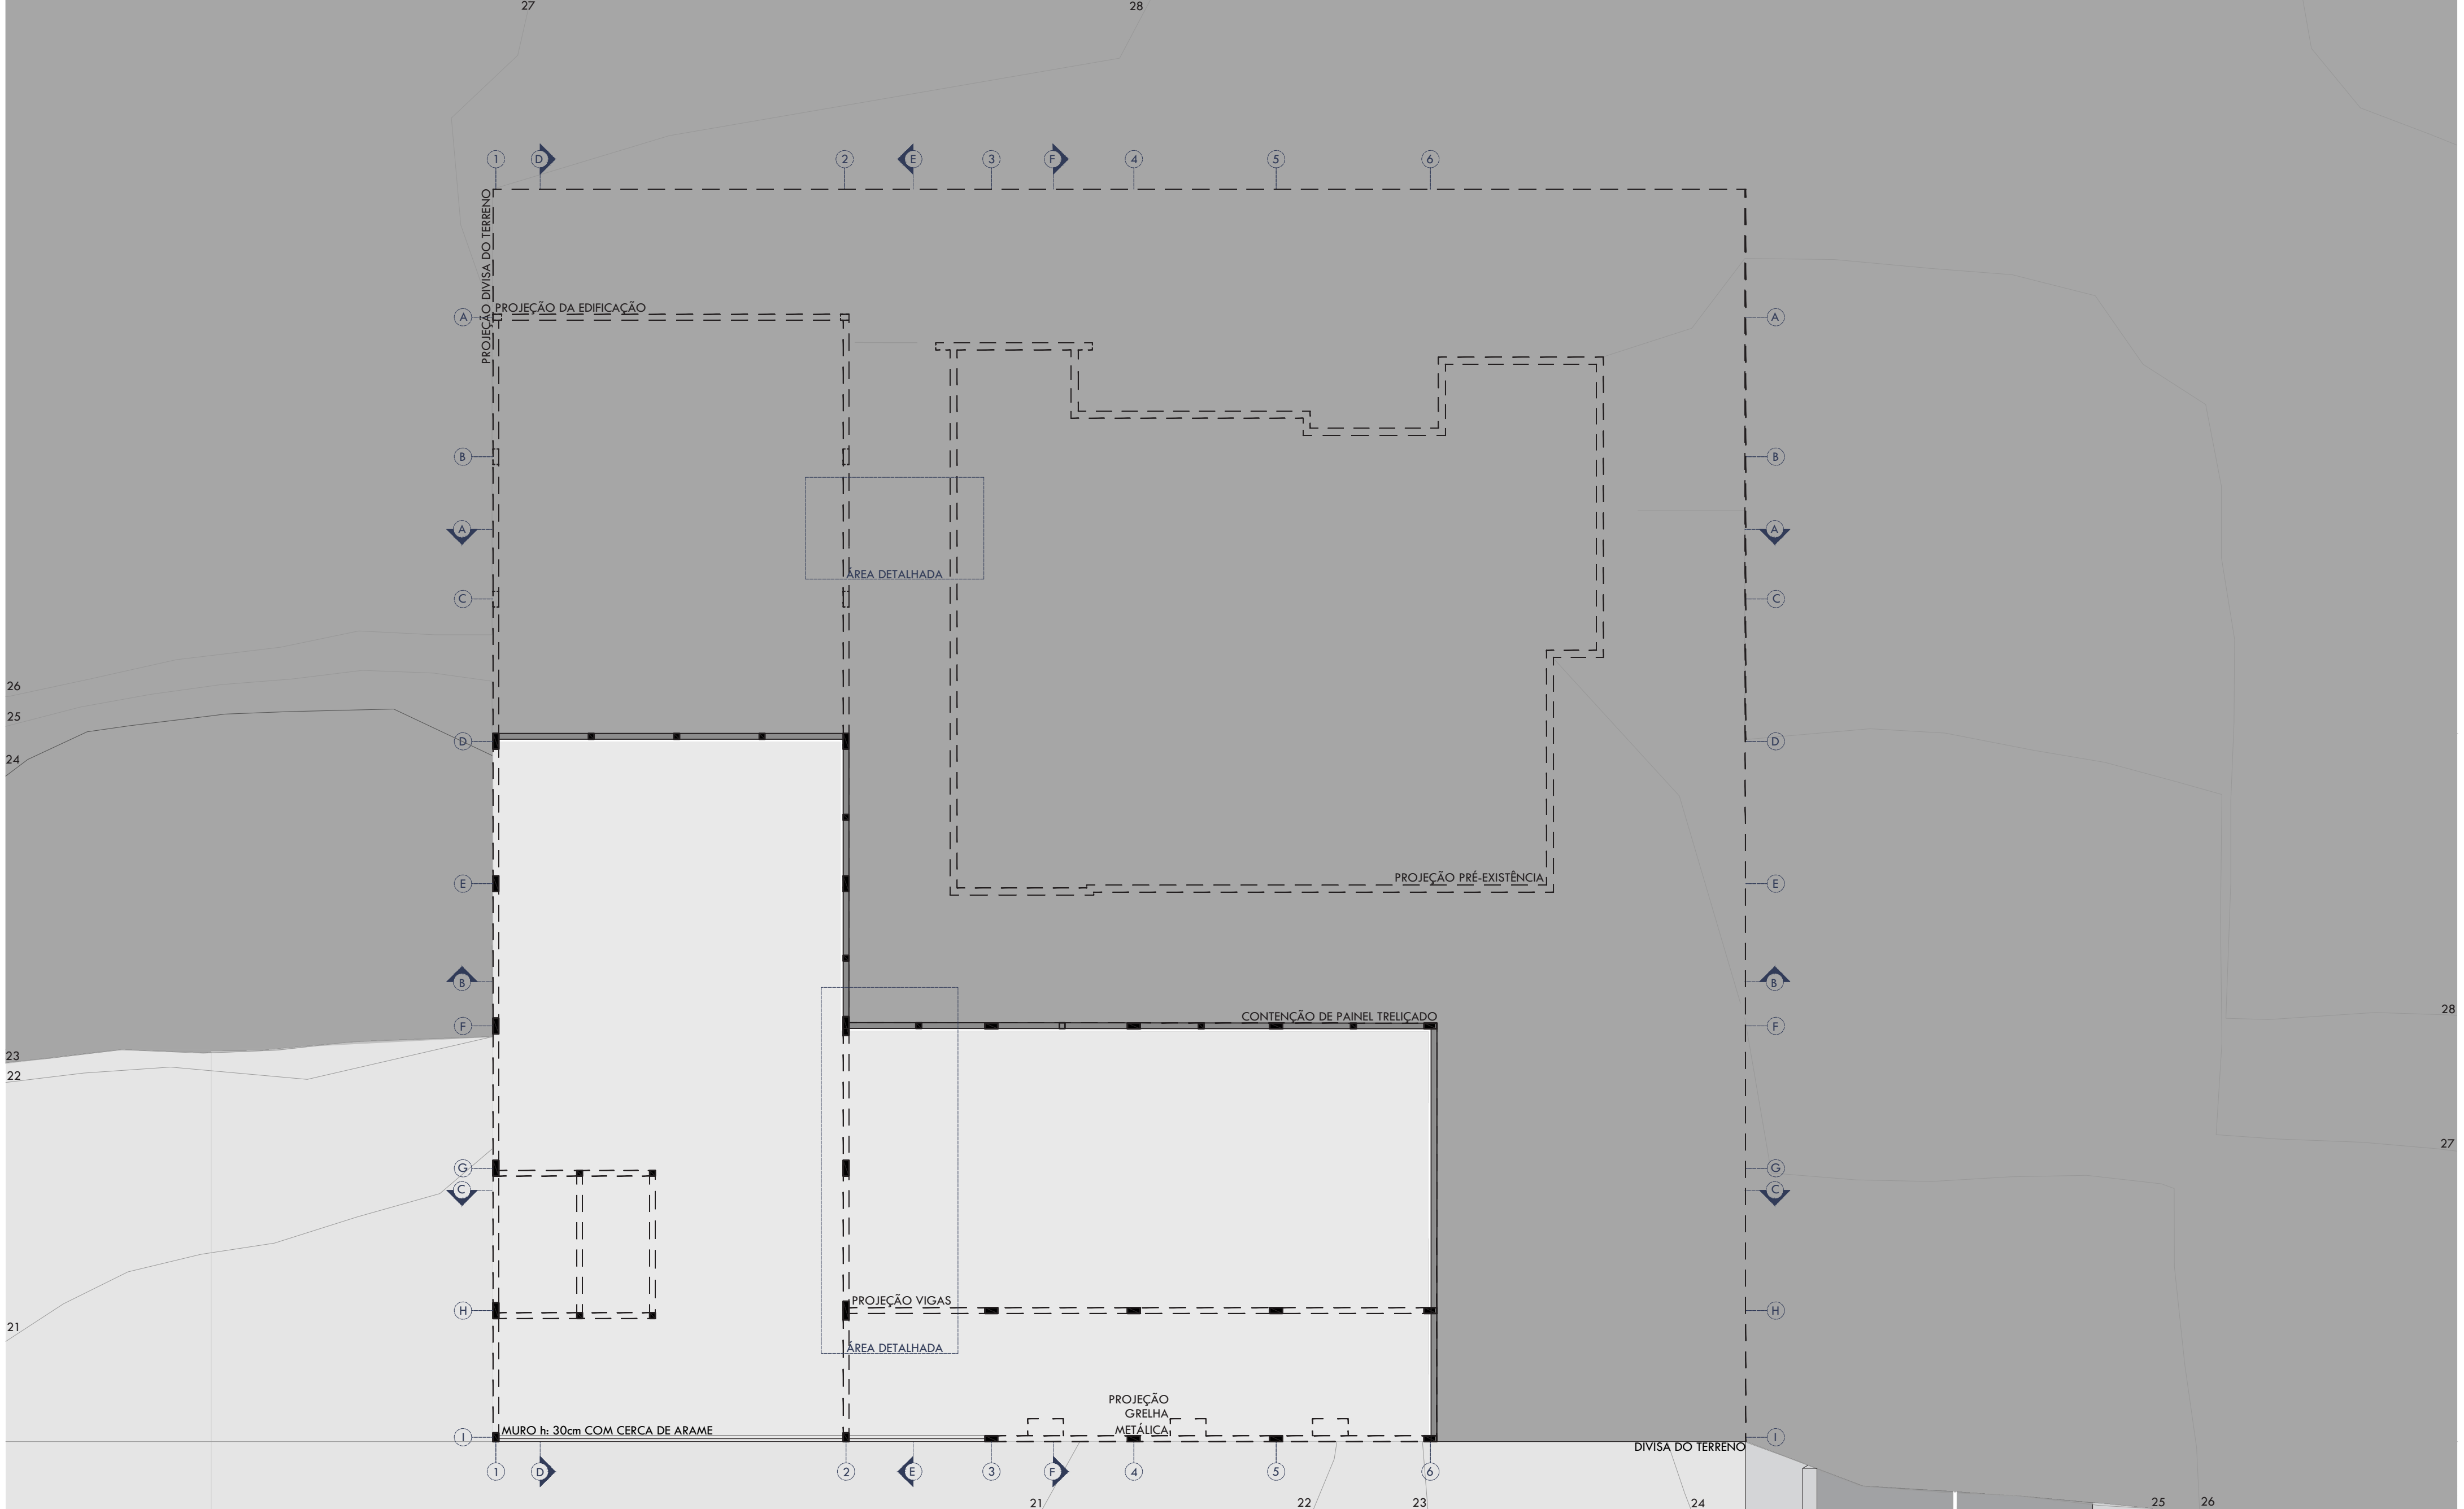 27
28
1
D
2
E
3
F
4
5
6
PROJEÇÃO DIVISA DO TERRENO
PROJEÇÃO DA EDIFICAÇÃO
A
A
B
B
A
A
ÁREA DETALHADA
C
C
26
25
D
D
24
PROJEÇÃO PRÉ-EXISTÊNCIA
E
E
B
B
28
CONTENÇÃO DE PAINEL TRELIÇADO
F
F
23
22
27
G
G
C
C
PROJEÇÃO VIGAS
H
H
21
ÁREA DETALHADA
PROJEÇÃO
GRELHA
METÁLICA
MURO h: 30cm COM CERCA DE ARAME
I
I
DIVISA DO TERRENO
1
D
2
E
3
F
4
5
6
21
22
23
24
25
26